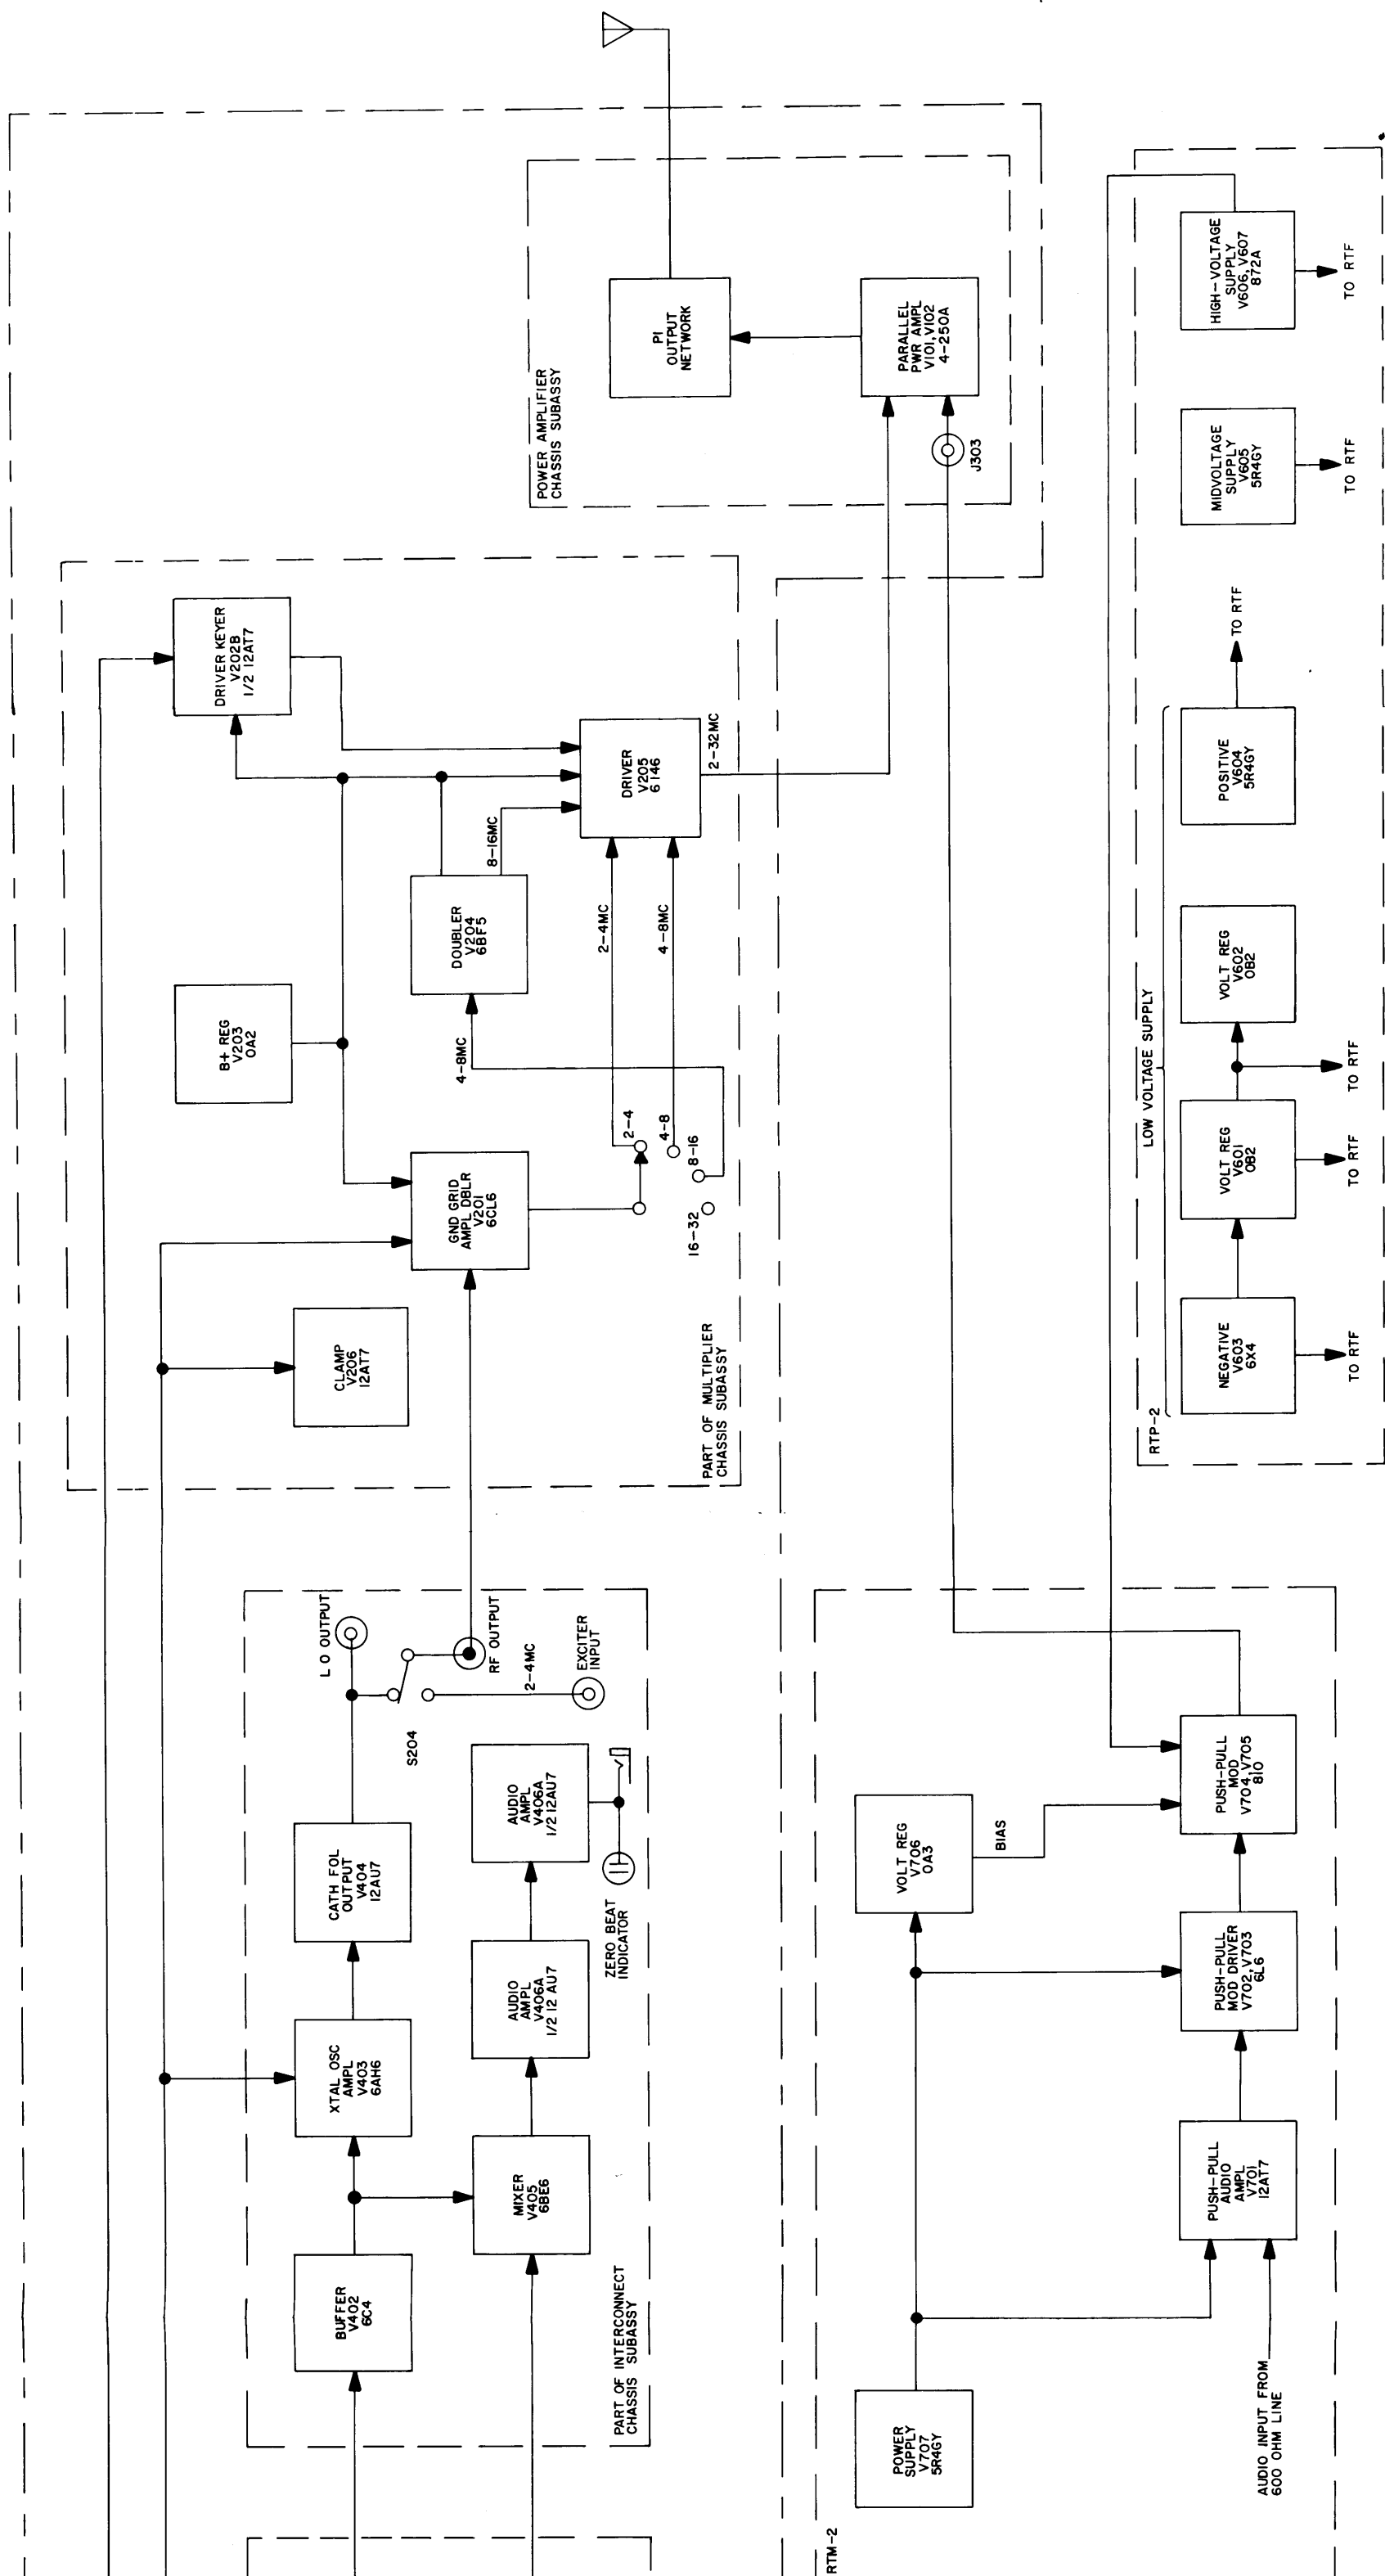 BUFFER
V402
6C4
XTAL OSC
AMPL
V403
6AH6
CATH FOL
OUTPUT
V404
12AU7
L O OUTPUT
S204
RF OUTPUT
2-4MC
EXCITER
INPUT
MIXER
V405
6BE6
AUDIO
AMPL
V406A
1/2 12 AU7
AUDIO
AMPL
V406A
1/2 12AU7
ZERO BEAT
INDICATOR
PART OF INTERCONNECT
CHASSIS SUBASSY
CLAMP
V206
12AT7
B+ REG
V203
0A2
DRIVER KEYER
V202B
1/2 12AT7
GND GRID
AMPL DBLR
V201
6CL6
4-8MC
DOUBLER
V204
6BF5
8-16MC
DRIVER
V205
6146
2-4MC
4-8MC
2-4
4-8
8-16
16-32
2-32MC
PART OF MULTIPLIER
CHASSIS SUBASSY
POWER AMPLIFIER
CHASSIS SUBASSY
PI
OUTPUT
NETWORK
PARALLEL
PWR AMPL
V101,V102
4-250A
J303
RTM-2
POWER
SUPPLY
V707
5R4GY
VOLT REG
V706
0A3
BIAS
AUDIO INPUT FROM
600 OHM LINE
PUSH-PULL
AUDIO
AMPL
V701
12AT7
PUSH-PULL
MOD DRIVER
V702,V703
6L6
PUSH-PULL
MOD
V704,V705
810
RTP-2
LOW VOLTAGE SUPPLY
NEGATIVE
V603
6X4
TO RTF
VOLT REG
V601
0B2
TO RTF
TO RTF
VOLT REG
V602
0B2
POSITIVE
V604
5R4GY
TO RTF
MIDVOLTAGE
SUPPLY
V605
5R4GY
TO RTF
HIGH-VOLTAGE
SUPPLY
V606,V607
872A
TO RTF